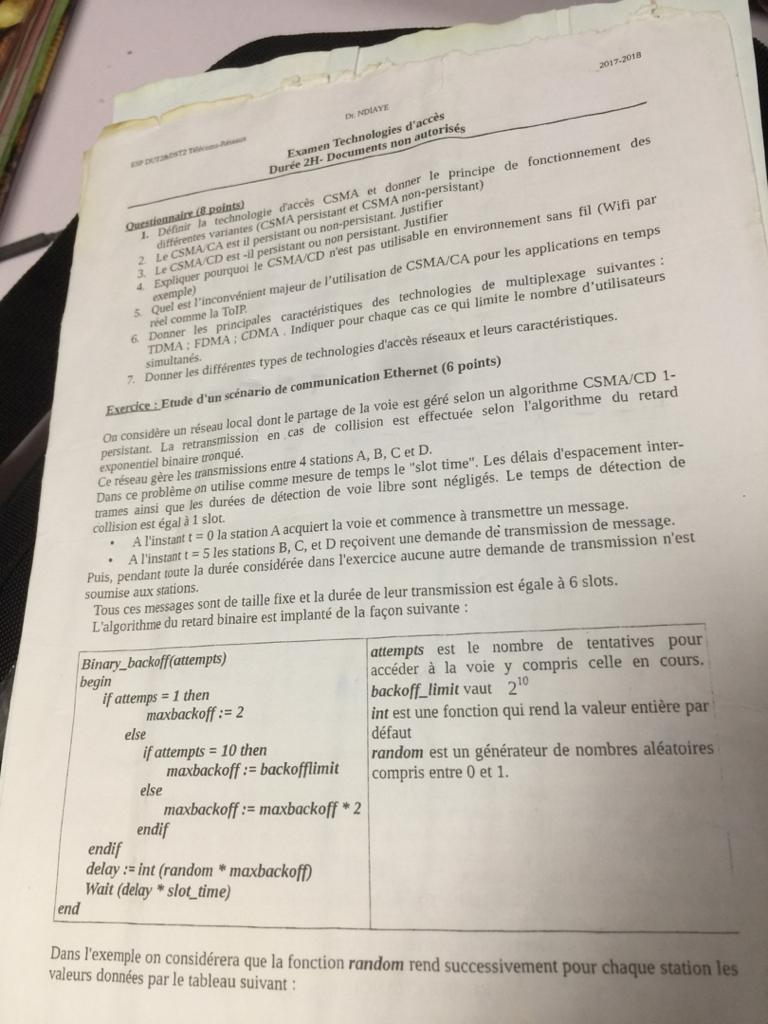 2017-2018
Dr. NDIAYE
ESP DUT2&DST2 Télécoms-Réseaux
Examen Technologies d'accès
Durée 2H- Documents non autorisés
Questionnaire (8 points)
1. Définir la technologie d'accès CSMA et donner le principe de fonctionnement des
différentes variantes (CSMA persistant et CSMA non-persistant)
2. Le CSMA/CA est il persistant ou non-persistant. Justifier
3. Le CSMA/CD est -il persistant ou non persistant. Justifier
4. Expliquer pourquoi le CSMA/CD n'est pas utilisable en environnement sans fil (Wifi par
exemple)
5. Quel est l'inconvénient majeur de l'utilisation de CSMA/CA pour les applications en temps
réel comme la ToIP.
6. Donner les principales caractéristiques des technologies de multiplexage suivantes :
TDMA ; FDMA ; CDMA . Indiquer pour chaque cas ce qui limite le nombre d'utilisateurs
simultanés.
7. Donner les différentes types de technologies d'accès réseaux et leurs caractéristiques.
Exercice : Etude d'un scénario de communication Ethernet (6 points)
On considère un réseau local dont le partage de la voie est géré selon un algorithme CSMA/CD 1-
persistant. La retransmission en cas de collision est effectuée selon l'algorithme du retard
exponentiel binaire tronqué.
Ce réseau gère les transmissions entre 4 stations A, B, C et D.
Dans ce problème on utilise comme mesure de temps le "slot time". Les délais d'espacement inter-
trames ainsi que les durées de détection de voie libre sont négligés. Le temps de détection de
collision est égal à 1 slot.
• A l'instant t = 0 la station A acquiert la voie et commence à transmettre un message.
• A l'instant t = 5 les stations B, C, et D reçoivent une demande de transmission de message.
Puis, pendant toute la durée considérée dans l'exercice aucune autre demande de transmission n'est
soumise aux stations.
Tous ces messages sont de taille fixe et la durée de leur transmission est égale à 6 slots.
L'algorithme du retard binaire est implanté de la façon suivante :
Binary_backoff(attempts)
begin
if attemps = 1 then
maxbackoff := 2
else
if attempts = 10 then
maxbackoff := backofflimit
else
maxbackoff := maxbackoff * 2
endif
endif
delay := int (random * maxbackoff)
Wait (delay * slot_time)
end
attempts est le nombre de tentatives pour
accéder à la voie y compris celle en cours.
backoff_limit vaut 2^10
int est une fonction qui rend la valeur entière par
défaut
random est un générateur de nombres aléatoires
compris entre 0 et 1.
Dans l'exemple on considérera que la fonction random rend successivement pour chaque station les
valeurs données par le tableau suivant :